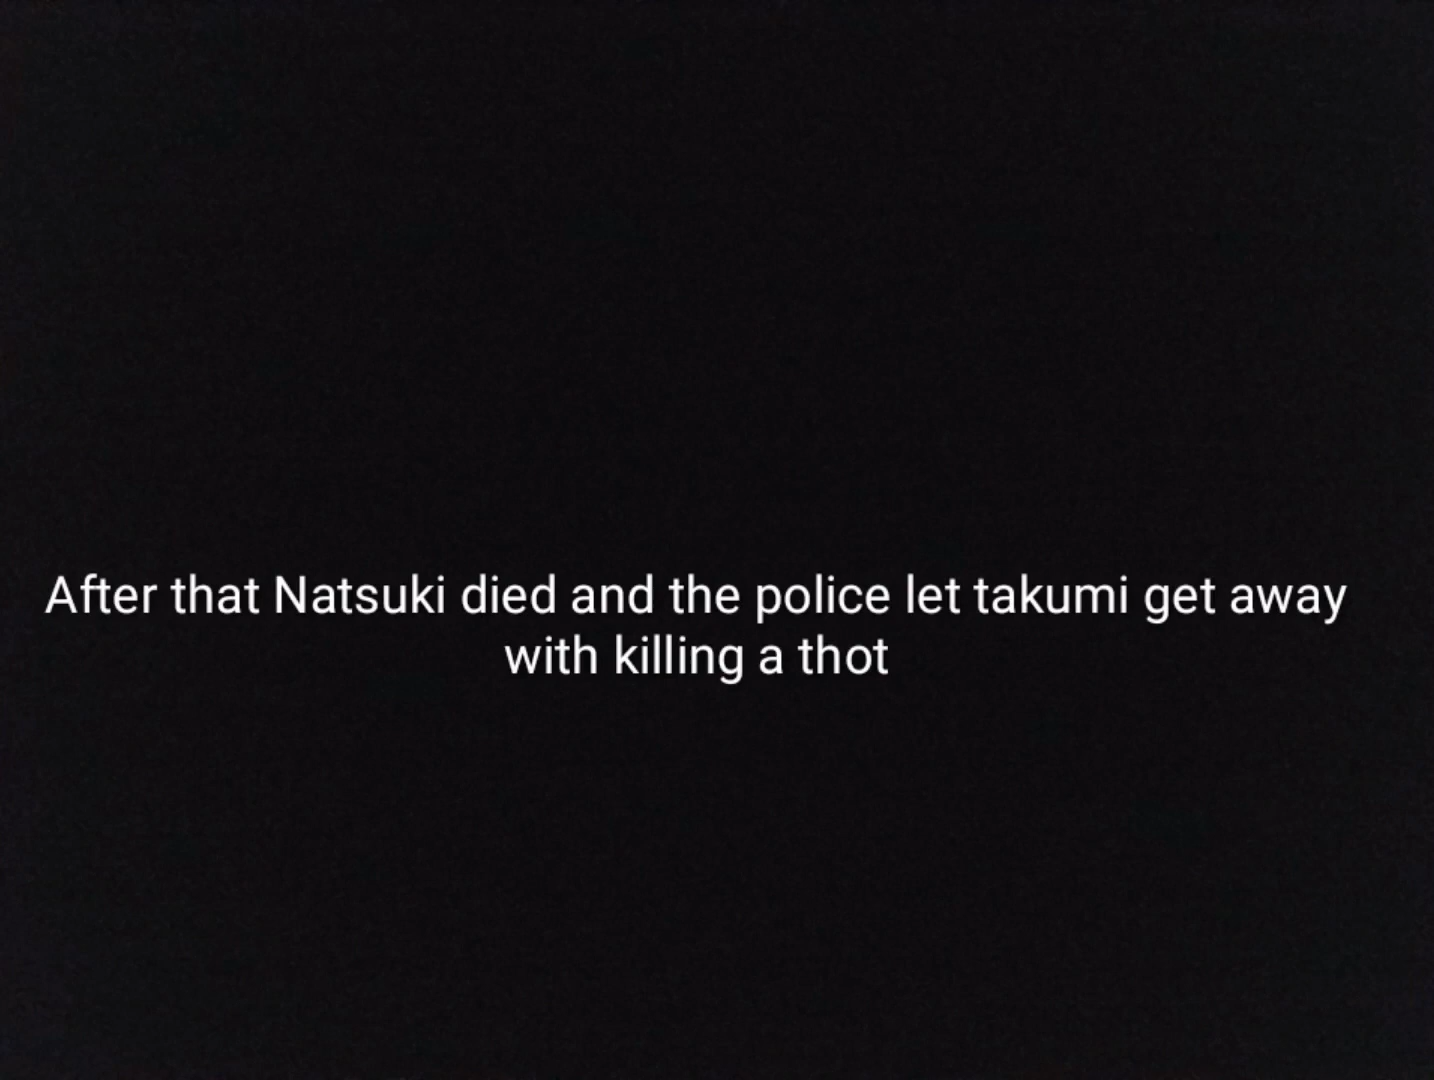 After that Natsuki died and the police let takumi get away
with killing a thot